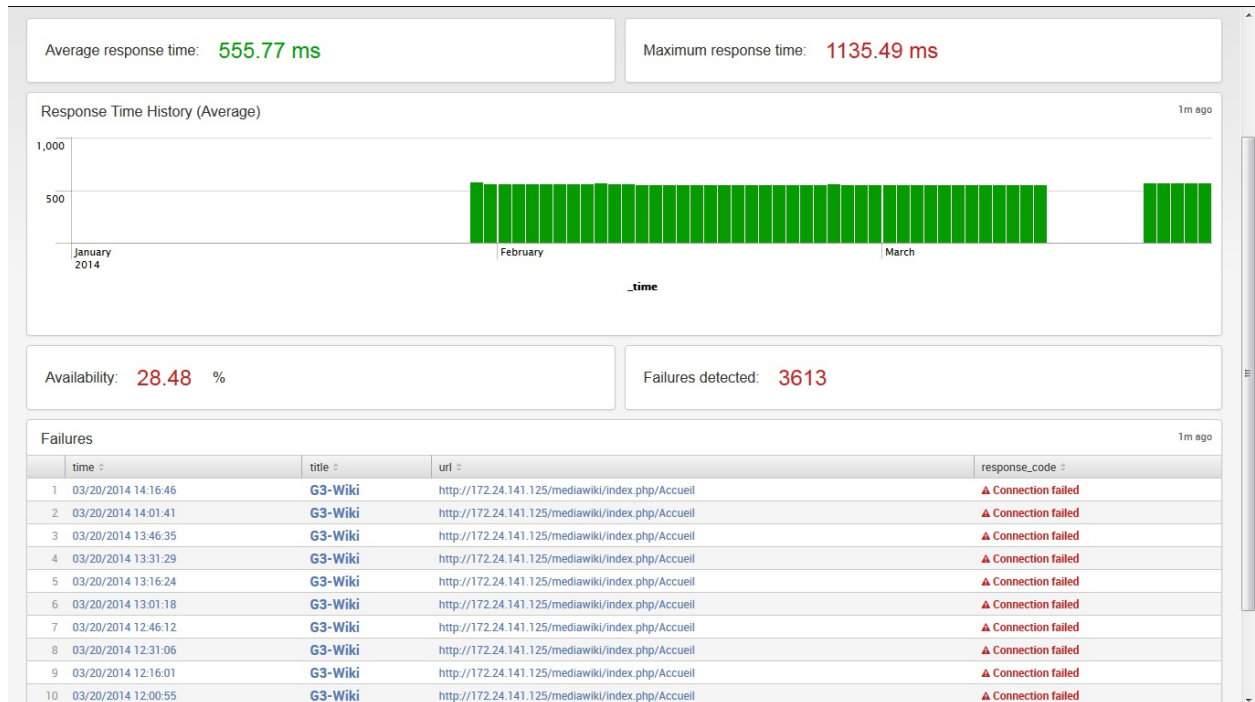 Average response time: 555.77 ms
Maximum response time: 1135.49 ms
Response Time History (Average)
1m ago
1,000
500
January
2014
February
March
_time
Availability: 28.48 %
Failures detected: 3613
Failures
1m ago
time title url response_code
1 03/20/2014 14:16:46 G3-Wiki http://172.24.141.125/mediawiki/index.php/Accueil Connection failed
2 03/20/2014 14:01:41 G3-Wiki http://172.24.141.125/mediawiki/index.php/Accueil Connection failed
3 03/20/2014 13:46:35 G3-Wiki http://172.24.141.125/mediawiki/index.php/Accueil Connection failed
4 03/20/2014 13:31:29 G3-Wiki http://172.24.141.125/mediawiki/index.php/Accueil Connection failed
5 03/20/2014 13:16:24 G3-Wiki http://172.24.141.125/mediawiki/index.php/Accueil Connection failed
6 03/20/2014 13:01:18 G3-Wiki http://172.24.141.125/mediawiki/index.php/Accueil Connection failed
7 03/20/2014 12:46:12 G3-Wiki http://172.24.141.125/mediawiki/index.php/Accueil Connection failed
8 03/20/2014 12:31:06 G3-Wiki http://172.24.141.125/mediawiki/index.php/Accueil Connection failed
9 03/20/2014 12:16:01 G3-Wiki http://172.24.141.125/mediawiki/index.php/Accueil Connection failed
10 03/20/2014 12:00:55 G3-Wiki http://172.24.141.125/mediawiki/index.php/Accueil Connection failed